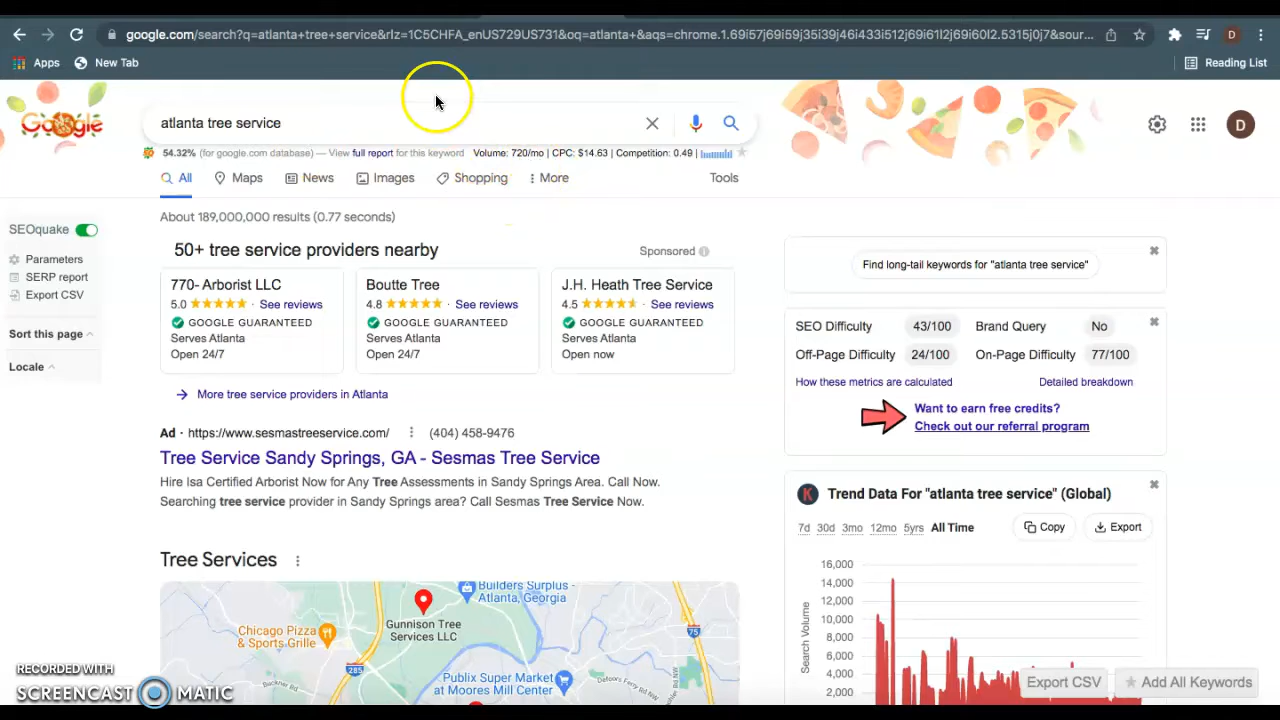 google.com/search?q=atlanta+tree+service&rlz=1C5CHFA_enUS729US731&oq=atlanta+&aqs=chrome.1.69i57j69i59j35i39j46i433i512j69i61l2j69i60l2.5315j0j7&sour...
D
Apps
New Tab
Reading List
Google
atlanta tree service
D
54.32% (for google.com database) — View full report for this keyword Volume: 720/mo | CPC: $14.63 | Competition: 0.49 |
All
Maps
News
Images
Shopping
More
Tools
About 189,000,000 results (0.77 seconds)
SEOquake
Parameters
SERP report
Export CSV
Sort this page
Locale
50+ tree service providers nearby
Sponsored
770- Arborist LLC
5.0 · See reviews
GOOGLE GUARANTEED
Serves Atlanta
Open 24/7
Boutte Tree
4.8 · See reviews
GOOGLE GUARANTEED
Serves Atlanta
Open 24/7
J.H. Heath Tree Service
4.5 · See reviews
GOOGLE GUARANTEED
Serves Atlanta
Open now
More tree service providers in Atlanta
Ad · https://www.sesmastreeservice.com/ (404) 458-9476
Tree Service Sandy Springs, GA - Sesmas Tree Service
Hire Isa Certified Arborist Now for Any Tree Assessments in Sandy Springs Area. Call Now.
Searching tree service provider in Sandy Springs area? Call Sesmas Tree Service Now.
Tree Services
Builders Surplus -
Atlanta, Georgia
Gunnison Tree
Services LLC
Chicago Pizza
& Sports Grille
75
285
Publix Super Market
at Moores Mill Center
Find long-tail keywords for "atlanta tree service"
SEO Difficulty 43/100 Brand Query No
Off-Page Difficulty 24/100 On-Page Difficulty 77/100
How these metrics are calculated Detailed breakdown
Want to earn free credits?
Check out our referral program
K
Trend Data For "atlanta tree service" (Global)
7d 30d 3mo 12mo 5yrs All Time
Copy
Export
Search Volume
16,000
14,000
12,000
10,000
8,000
6,000
4,000
2,000
Export CSV
Add All Keywords
RECORDED WITH
SCREENCAST MATIC